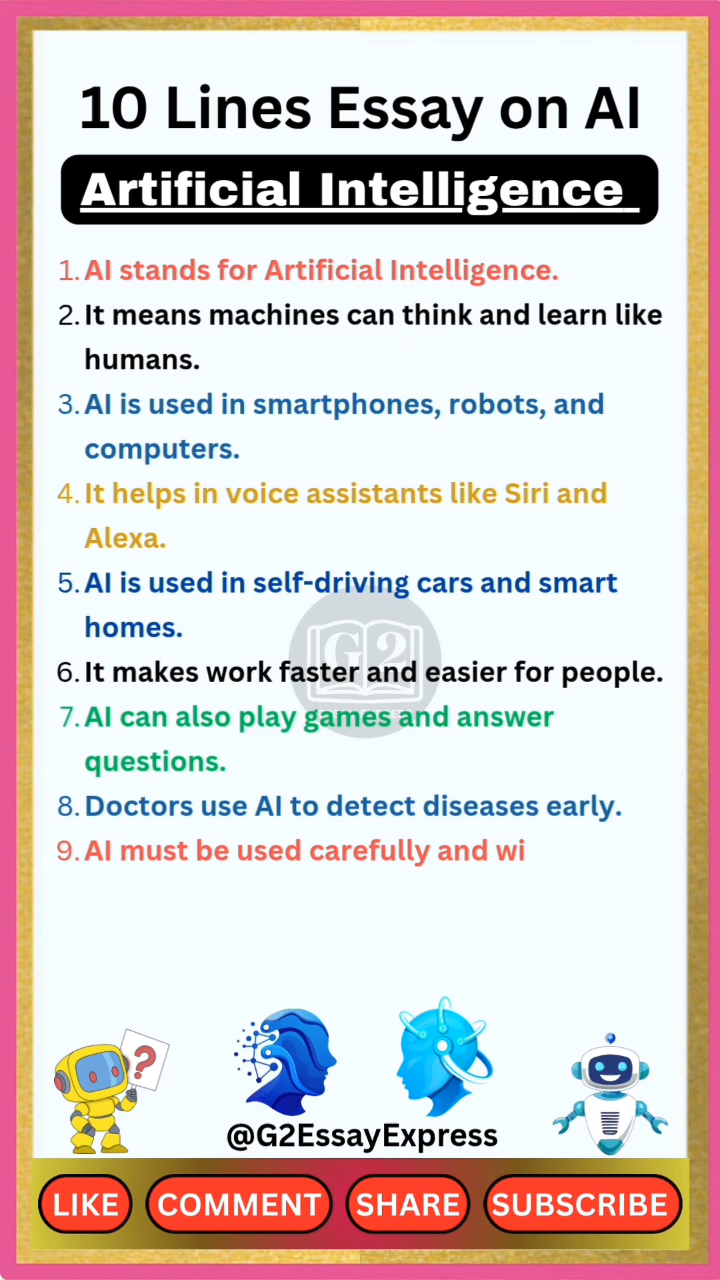 10 Lines Essay on AI
Artificial Intelligence
1. AI stands for Artificial Intelligence.
2. It means machines can think and learn like
humans.
3. AI is used in smartphones, robots, and
computers.
4. It helps in voice assistants like Siri and
Alexa.
5. AI is used in self-driving cars and smart
homes.
G2
6. It makes work faster and easier for people.
7. AI can also play games and answer
questions.
8. Doctors use AI to detect diseases early.
9. AI must be used carefully and wi
?
@G2EssayExpress
LIKE COMMENT SHARE SUBSCRIBE